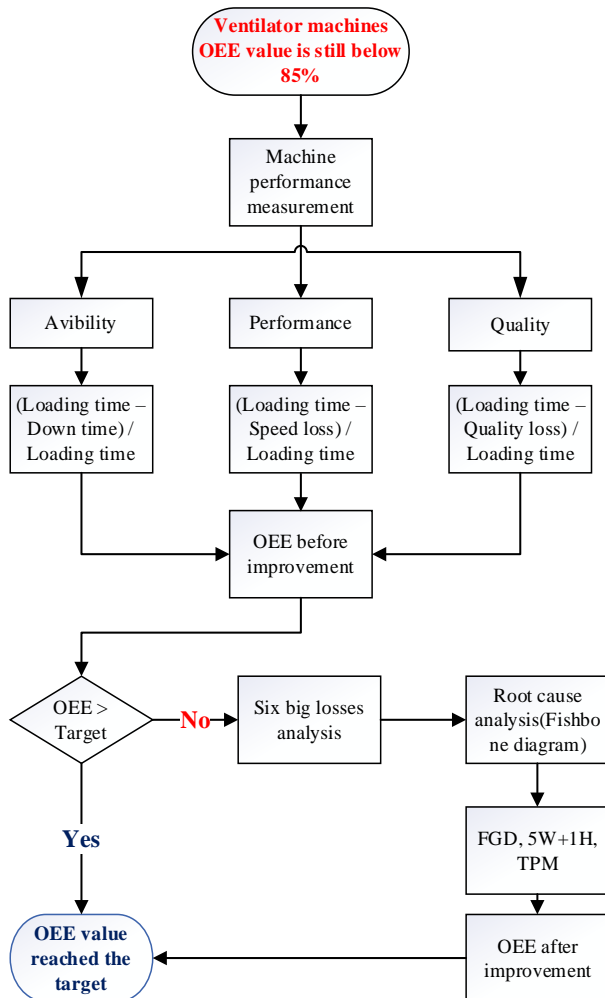 Ventilator machines
OEE value is still below
85%
Machine
performance
measurement
Avibility
Performance
Quality
(Loading time –
Down time) /
Loading time
(Loading time –
Speed loss) /
Loading time
(Loading time –
Quality loss) /
Loading time
OEE before
improvement
OEE >
Target
No
Six big losses
analysis
Root cause
analysis(Fishbo
ne diagram)
Yes
FGD, 5W+1H,
TPM
OEE value
reached the
target
OEE after
improvement